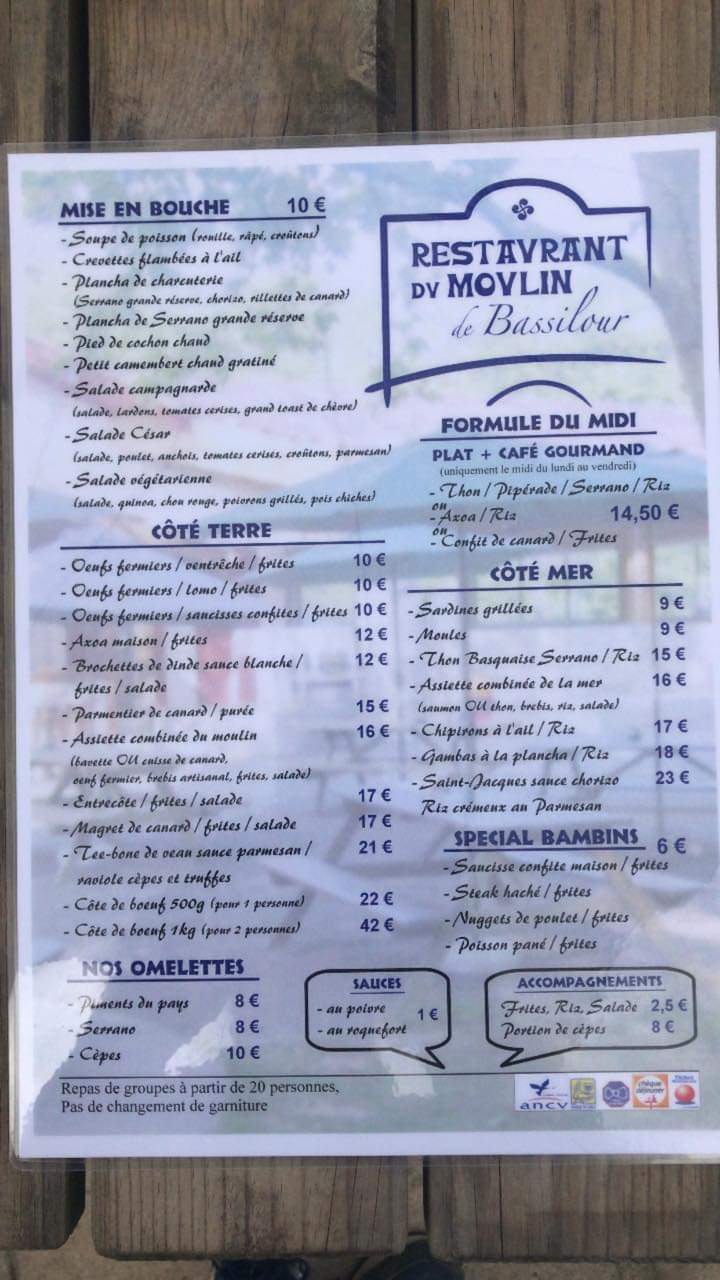 MISE EN BOUCHE 10 €
- Soupe de poisson (rouille, râpé, croûtons)
- Crevettes flambées à l'ail
- Plancha de charcuterie
(Serrano grande réserve, chorizo, rillettes de canard)
- Plancha de Serrano grande réserve
- Pied de cochon chaud
- Petit camembert chaud gratiné
- Salade campagnarde
(salade, lardons, tomates cerises, grand toast de chèvre)
- Salade César
(salade, poulet, anchois, tomates cerises, croûtons, parmesan)
- Salade végétarienne
(salade, quinoa, chou rouge, poivrons grillés, pois chiches)
RESTAVRANT
DV MOVLIN
de Bassilour
FORMULE DU MIDI
PLAT + CAFÉ GOURMAND
(uniquement le midi du lundi au vendredi)
- Thon / Pipérade / Serrano / Riz
ou
- Axoa / Riz 14,50 €
ou
- Confit de canard / Frites
CÔTÉ TERRE
- Oeufs fermiers / ventrêche / frites 10 €
- Oeufs fermiers / lomo / frites 10 €
- Oeufs fermiers / saucisses confites / frites 10 €
- Axoa maison / frites 12 €
- Brochettes de dinde sauce blanche / 12 €
frites / salade
- Parmentier de canard / purée 15 €
- Assiette combinée du moulin 16 €
(bavette OU cuisse de canard,
oeuf fermier, brebis artisanal, frites, salade)
- Entrecôte / frites / salade 17 €
- Magret de canard / frites / salade 17 €
- Tee-bone de veau sauce parmesan / 21 €
raviole cèpes et truffes
- Côte de boeuf 500g (pour 1 personne) 22 €
- Côte de boeuf 1kg (pour 2 personnes) 42 €
CÔTÉ MER
- Sardines grillées 9 €
- Moules 9 €
- Thon Basquaise Serrano / Riz 15 €
- Assiette combinée de la mer 16 €
(saumon OU thon, brebis, riz, salade)
- Chipirons à l'ail / Riz 17 €
- Gambas à la plancha / Riz 18 €
- Saint-Jacques sauce chorizo 23 €
Riz crémeux au Parmesan
SPECIAL BAMBINS 6 €
- Saucisse confite maison / frites
- Steak haché / frites
- Nuggets de poulet / frites
- Poisson pané / frites
NOS OMELETTES
- Piments du pays 8 €
- Serrano 8 €
- Cèpes 10 €
SAUCES
- au poivre
1 €
- au roquefort
ACCOMPAGNEMENTS
Frites, Riz, Salade 2,5 €
Portion de cèpes 8 €
Repas de groupes à partir de 20 personnes,
Pas de changement de garniture
ancv
chèque
déjeuner